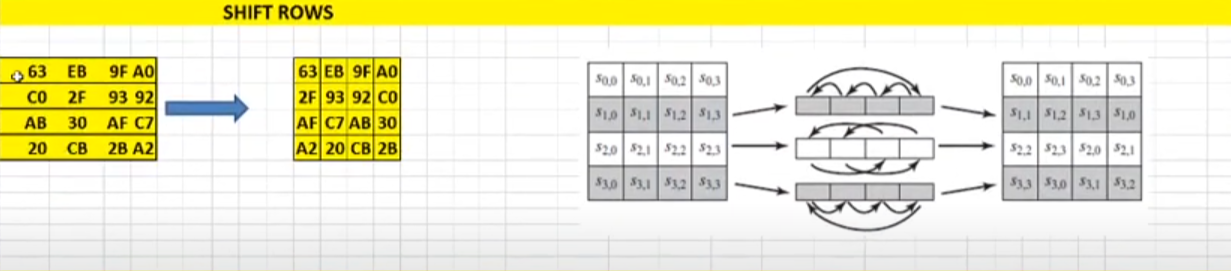 SHIFT ROWS
63 EB 9F A0
C0 2F 93 92
AB 30 AF C7
20 CB 2B A2
63 EB 9F A0
2F 93 92 C0
AF C7 AB 30
A2 20 CB 2B
S0,0 S0,1 S0,2 S0,3
S1,0 S1,1 S1,2 S1,3
S2,0 S2,1 S2,2 S2,3
S3,0 S3,1 S3,2 S3,3
S0,0 S0,1 S0,2 S0,3
S1,1 S1,2 S1,3 S1,0
S2,2 S2,3 S2,0 S2,1
S3,3 S3,0 S3,1 S3,2